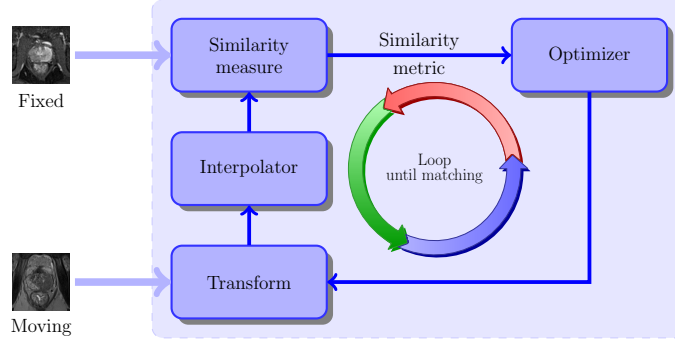 Similarity
measure
Similarity
metric
Optimizer
Fixed
Interpolator
Loop
until matching
Transform
Moving